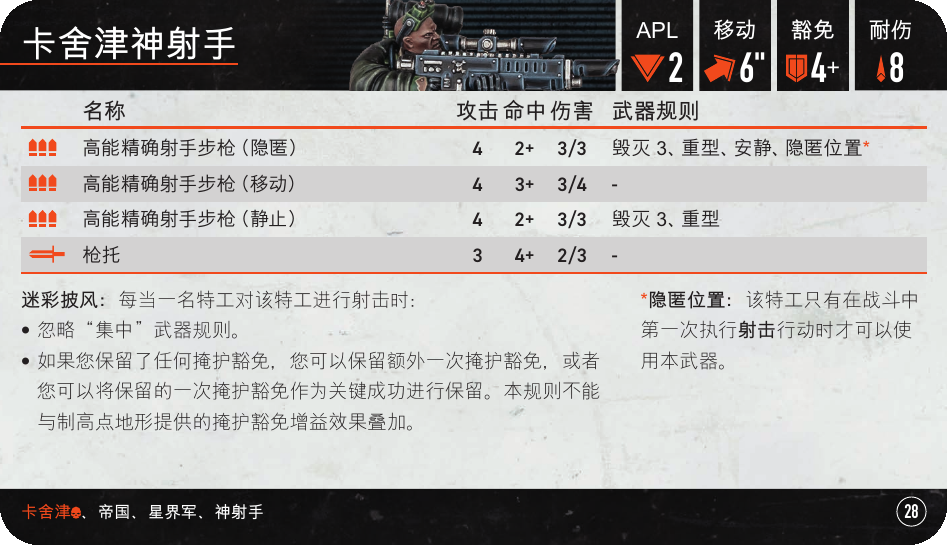 卡舍津神射手
APL 移动 豁免 耐伤
2 6" 4+ 8
名称 攻击 命中 伤害 武器规则
高能精确射手步枪（隐匿） 4 2+ 3/3 毁灭 3、重型、安静、隐匿位置*
高能精确射手步枪（移动） 4 3+ 3/4 -
高能精确射手步枪（静止） 4 2+ 3/3 毁灭 3、重型
枪托 3 4+ 2/3 -
迷彩披风：每当一名特工对该特工进行射击时:
• 忽略“集中”武器规则。
• 如果您保留了任何掩护豁免，您可以保留额外一次掩护豁免，或者
您可以将保留的一次掩护豁免作为关键成功进行保留。本规则不能
与制高点地形提供的掩护豁免增益效果叠加。
*隐匿位置：该特工只有在战斗中
第一次执行射击行动时才可以使
用本武器。
卡舍津、帝国、星界军、神射手
28